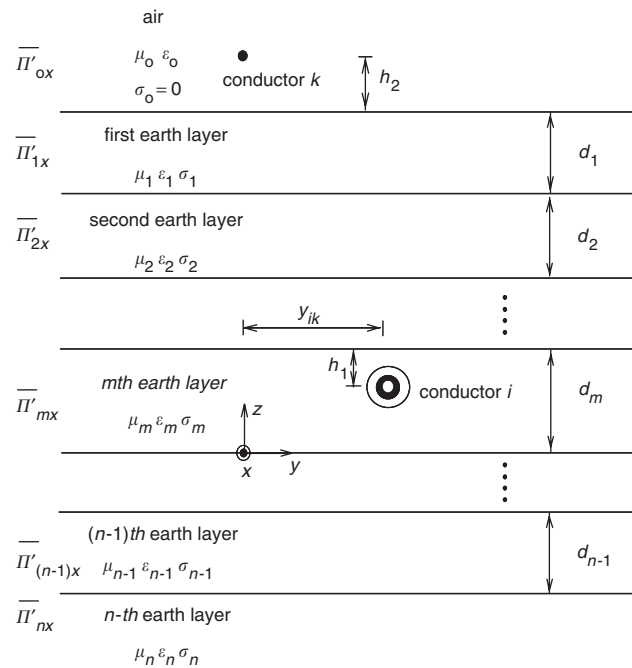 air
Π′ox
μo εo
σo = 0
conductor k
h2
first earth layer
Π′1x
μ1 ε1 σ1
d1
second earth layer
Π′2x
μ2 ε2 σ2
d2
yik
h1
mth earth layer
conductor i
dm
Π′mx
μm εm σm
z
x
y
(n-1)th earth layer
Π′(n-1)x
μn-1 εn-1 σn-1
dn-1
Π′nx
n-th earth layer
μn εn σn